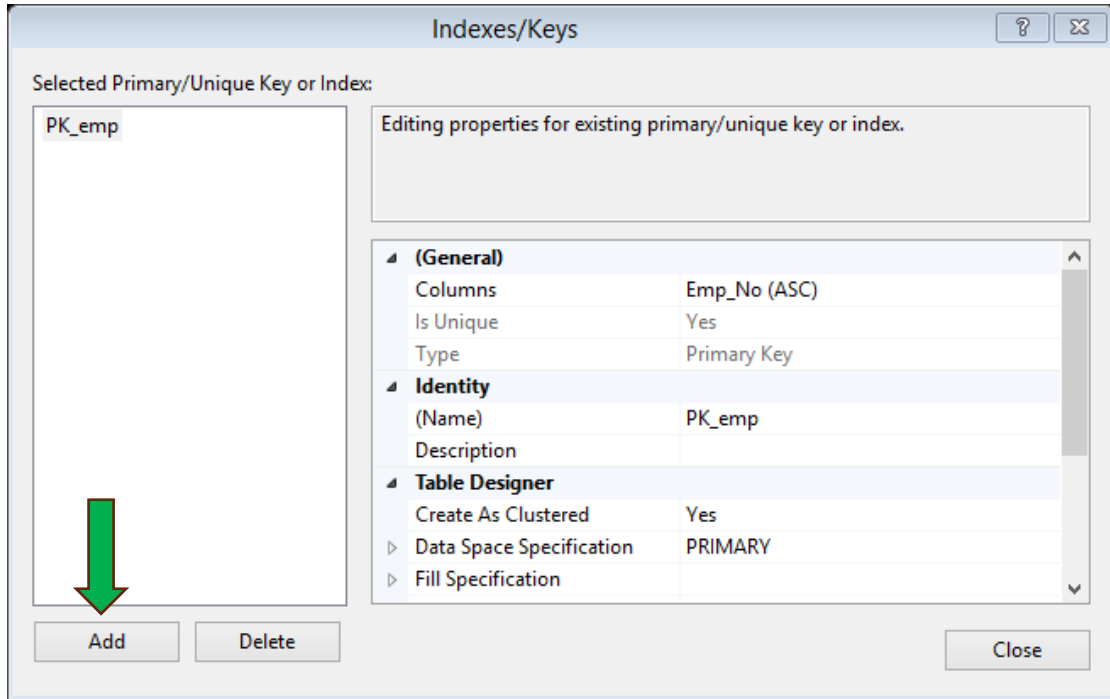 Indexes/Keys
?
Selected Primary/Unique Key or Index:
PK_emp
Editing properties for existing primary/unique key or index.
(General)
Columns Emp_No (ASC)
Is Unique Yes
Type Primary Key
Identity
(Name) PK_emp
Description
Table Designer
Create As Clustered Yes
Data Space Specification PRIMARY
Fill Specification
Add Delete
Close